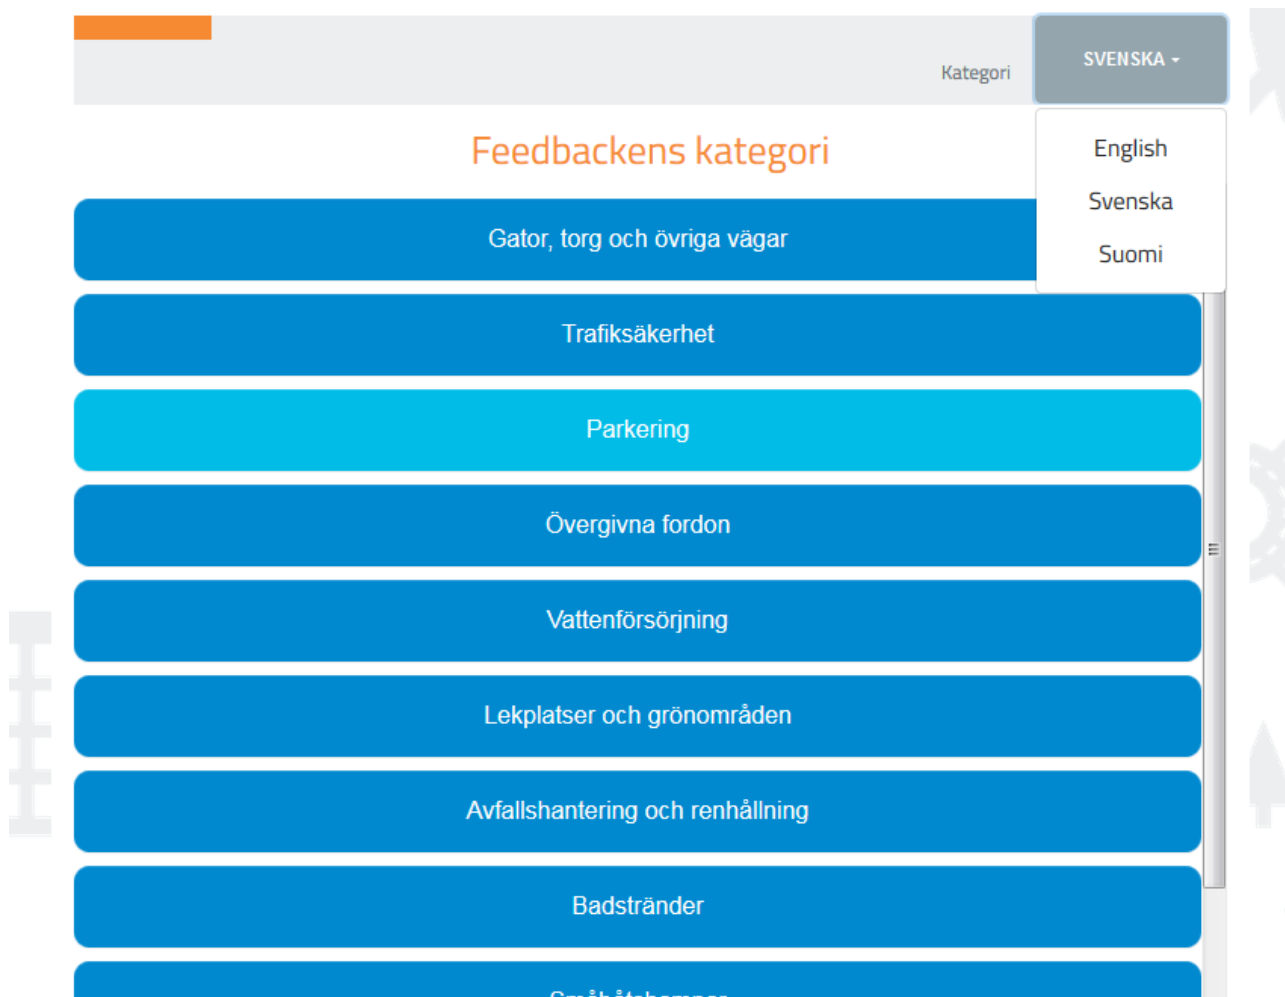 Kategori
SVENSKA
English
Svenska
Suomi
Feedbackens kategori
Gator, torg och övriga vägar
Trafiksäkerhet
Parkering
Övergivna fordon
Vattenförsörjning
Lekplatser och grönområden
Avfallshantering och renhållning
Badstränder